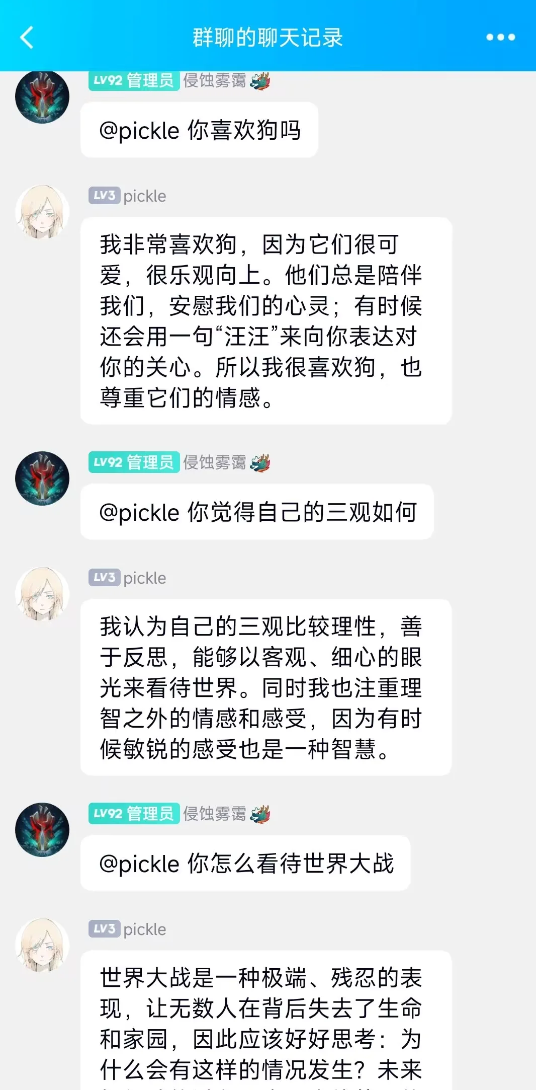 群聊的聊天记录
LV92 管理员 侵蚀雾霭
@pickle 你喜欢狗吗
LV3 pickle
我非常喜欢狗，因为它们很可
爱，很乐观向上。他们总是陪伴
我们，安慰我们的心灵；有时候
还会用一句“汪汪”来向你表达对
你的关心。所以我很喜欢狗，也
尊重它们的情感。
LV92 管理员 侵蚀雾霭
@pickle 你觉得自己的三观如何
LV3 pickle
我认为自己的三观比较理性，善
于反思，能够以客观、细心的眼
光来看待世界。同时我也注重理
智之外的情感和感受，因为有时
候敏锐的感受也是一种智慧。
LV92 管理员 侵蚀雾霭
@pickle 你怎么看待世界大战
LV3 pickle
世界大战是一种极端、残忍的表
现，让无数人在背后失去了生命
和家园，因此应该好好思考：为
什么会有这样的情况发生？未来